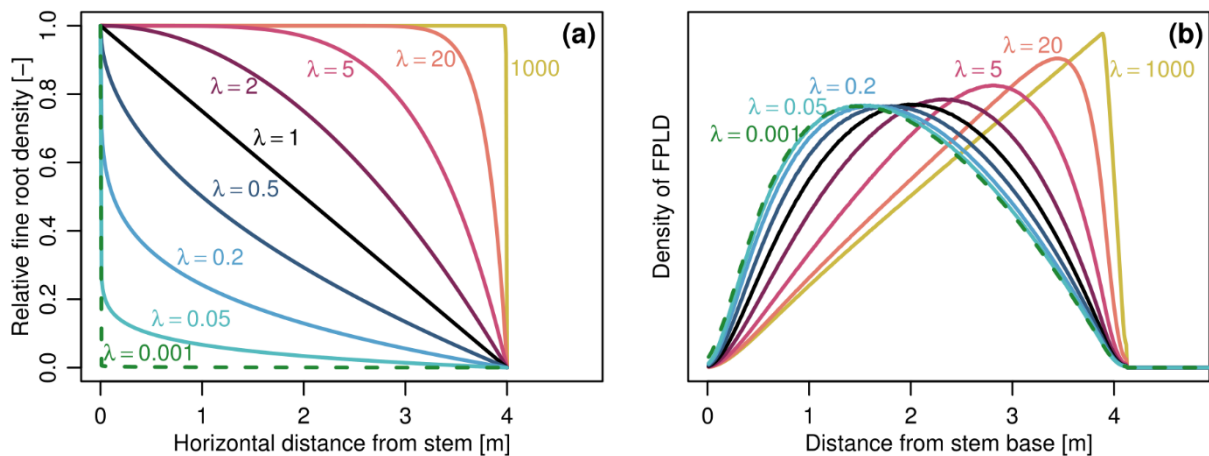 (a)
Relative fine root density [–]
1.0
0.8
0.6
0.4
0.2
0.0
λ = 2
λ = 5
λ = 20
1000
λ = 1
λ = 0.5
λ = 0.2
λ = 0.05
λ = 0.001
0 1 2 3 4
Horizontal distance from stem [m]
(b)
Density of FPLD
λ = 20
λ = 1000
λ = 5
λ = 0.2
λ = 0.05
λ = 0.001
0 1 2 3 4
Distance from stem base [m]